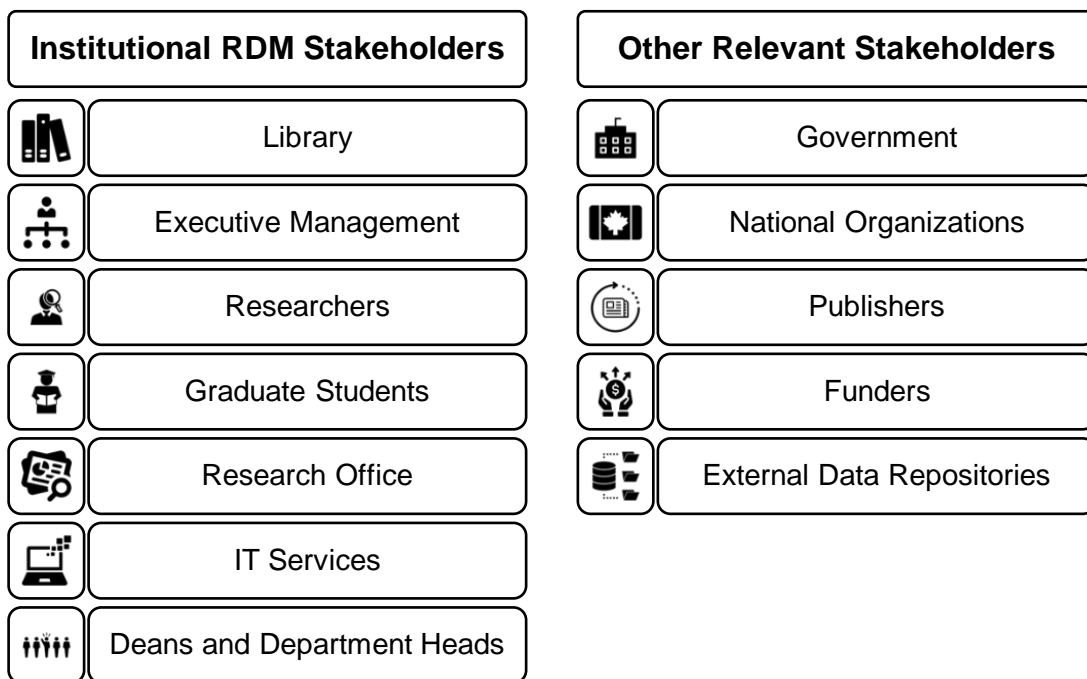 Institutional RDM Stakeholders
Library
Executive Management
Researchers
Graduate Students
Research Office
IT Services
Deans and Department Heads
Other Relevant Stakeholders
Government
National Organizations
Publishers
Funders
External Data Repositories